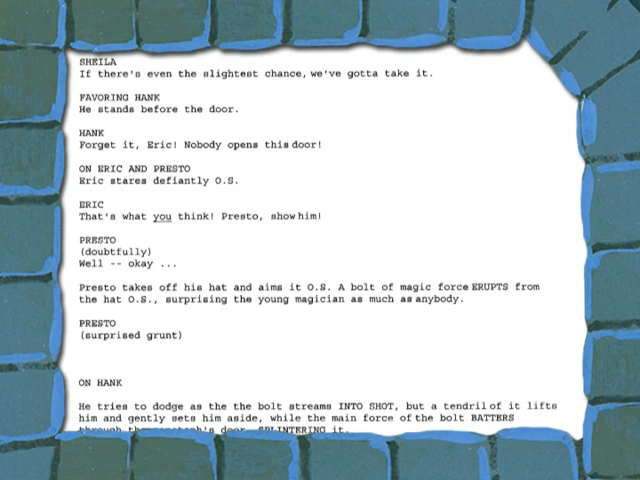 SHEILA
If there's even the slightest chance, we've gotta take it.
FAVORING HANK
He stands before the door.
HANK
Forget it, Eric! Nobody opens this door!
ON ERIC AND PRESTO
Eric stares defiantly O.S.
ERIC
That's what you think! Presto, show him!
PRESTO
(doubtfully)
Well -- okay ...
Presto takes off his hat and aims it O.S. A bolt of magic force ERUPTS from
the hat O.S., surprising the young magician as much as anybody.
PRESTO
(surprised grunt)
ON HANK
He tries to dodge as the the bolt streams INTO SHOT, but a tendril of it lifts
him and gently sets him aside, while the main force of the bolt BATTERS
through door, SPLINTERING it.